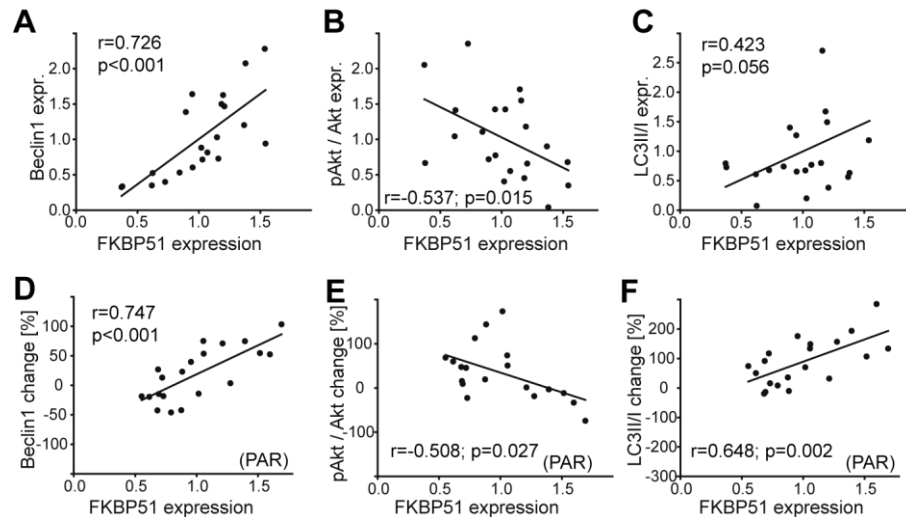 A
r=0.726
p<0.001
Beclin1 expr.
2.0
1.5
1.0
0.5
0.0
0.0 0.5 1.0 1.5
FKBP51 expression
B
pAkt / Akt expr.
2.0
1.5
1.0
0.5
0.0
r=-0.537; p=0.015
0.0 0.5 1.0 1.5
FKBP51 expression
C
r=0.423
p=0.056
LC3II/I expr.
2.5
2.0
1.5
1.0
0.5
0.0
0.0 0.5 1.0 1.5
FKBP51 expression
D
r=0.747
p<0.001
Beclin1 change [%]
100
50
0
-50
-100
(PAR)
0.0 0.5 1.0 1.5
FKBP51 expression
E
pAkt / Akt change [%]
100
0
-100
r=-0.508; p=0.027
(PAR)
0.0 0.5 1.0 1.5
FKBP51 expression
F
LC3II/I change [%]
300
200
100
0
-100
-200
-300
r=0.648; p=0.002
(PAR)
0.0 0.5 1.0 1.5
FKBP51 expression